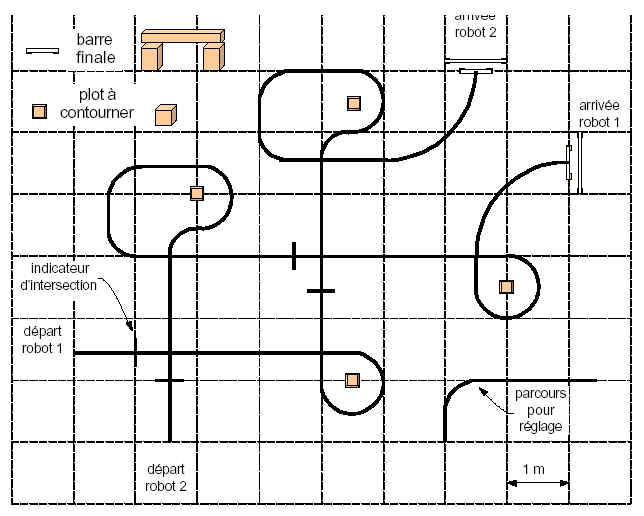 barre
finale
plot à
contourner
arrivée
robot 2
arrivée
robot 1
indicateur
d'intersection
départ
robot 1
départ
robot 2
parcours
pour
réglage
1 m